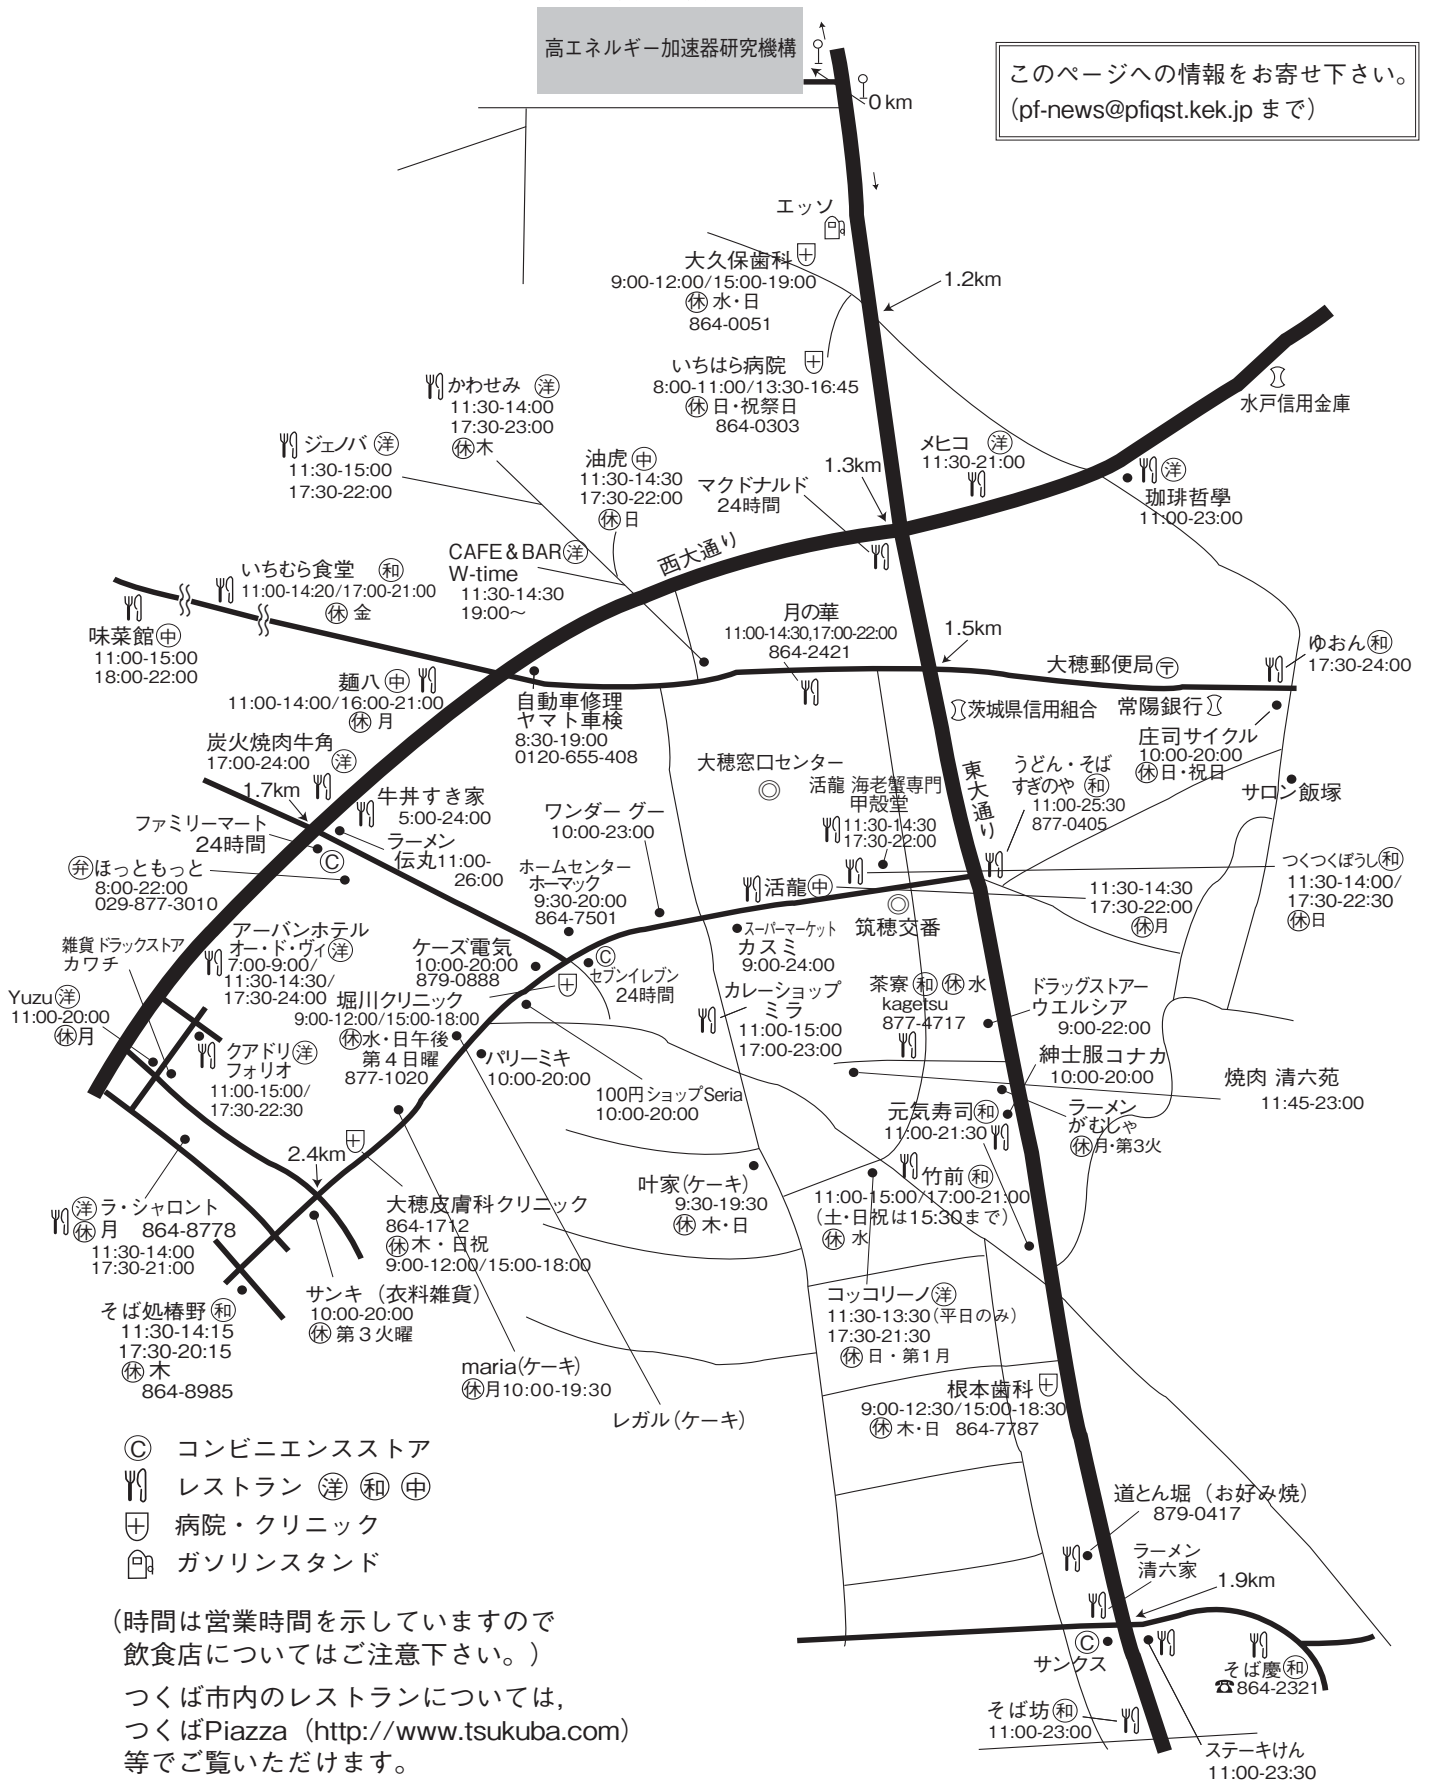 高エネルギー加速器研究機構
このページへの情報をお寄せ下さい。
(pf-news@pfiqst.kek.jp まで)
0 km
エッソ
大久保歯科
9:00-12:00/15:00-19:00
休 水・日
864-0051
1.2km
いちはら病院
8:00-11:00/13:30-16:45
休 日・祝祭日
864-0303
水戸信用金庫
かわせみ 洋
11:30-14:00
17:30-23:00
休 木
ジェノバ 洋
11:30-15:00
17:30-22:00
油虎 中
11:30-14:30
17:30-22:00
休 日
1.3km
メヒコ 洋
11:30-21:00
マクドナルド
24時間
洋
珈琲哲學
11:00-23:00
西大通り
CAFE & BAR 洋
W-time
11:30-14:30
19:00〜
いちむら食堂 和
11:00-14:20/17:00-21:00
休 金
味菜館 中
11:00-15:00
18:00-22:00
月の華
11:00-14:30,17:00-22:00
864-2421
1.5km
大穂郵便局 〒
ゆおん 和
17:30-24:00
麺八 中
11:00-14:00/16:00-21:00
休 月
自動車修理
ヤマト車検
8:30-19:00
0120-655-408
茨城県信用組合
常陽銀行
庄司サイクル
10:00-20:00
休 日・祝日
サロン飯塚
炭火焼肉牛角
17:00-24:00 洋
1.7km
牛丼すき家
5:00-24:00
ファミリーマート
24時間
C
ラーメン
伝丸11:00-
26:00
弁 ほっともっと
8:00-22:00
029-877-3010
ワンダー グー
10:00-23:00
ホームセンター
ホーマック
9:30-20:00
864-7501
大穂窓口センター
◎
活龍 海老蟹専門
甲殻堂
11:30-14:30
17:30-22:00
東大通り
うどん・そば
すぎのや 和
11:00-25:30
877-0405
つくつくぼうし 和
11:30-14:00/
17:30-22:30
休 日
活龍 中
11:30-14:30
17:30-22:00
休 月
◎
筑穂交番
スーパーマーケット
カスミ
9:00-24:00
雑貨 ドラックストア
カワチ
アーバンホテル
オー・ド・ヴィ 洋
7:00-9:00/
11:30-14:30/
17:30-24:00
ケーズ電気
10:00-20:00
879-0888
C
セブンイレブン
24時間
Yuzu 洋
11:00-20:00
休 月
堀川クリニック
9:00-12:00/15:00-18:00
休 水・日午後
第4日曜
877-1020
カレーショップ
ミラ
11:00-15:00
17:00-23:00
茶寮 和 休 水
kagetsu
877-4717
ドラッグストアー
ウエルシア
9:00-22:00
クアドリ 洋
フォリオ
11:00-15:00/
17:30-22:30
パリーミキ
10:00-20:00
100円 ショップSeria
10:00-20:00
紳士服コナカ
10:00-20:00
焼肉 清六苑
11:45-23:00
元気寿司 和
11:00-21:30
ラーメン
がむしゃ
休 月・第3火
2.4km
洋 ラ・シャロント
休 月 864-8778
11:30-14:00
17:30-21:00
大穂皮膚科クリニック
864-1712
休 木・日祝
9:00-12:00/15:00-18:00
叶家(ケーキ)
9:30-19:30
休 木・日
竹前 和
11:00-15:00/17:00-21:00
(土・日祝は15:30まで)
休 水
そば処椿野 和
11:30-14:15
17:30-20:15
休 木
864-8985
サンキ (衣料雑貨)
10:00-20:00
休 第3火曜
maria(ケーキ)
休 月10:00-19:30
レガル(ケーキ)
コッコリーノ 洋
11:30-13:30(平日のみ)
17:30-21:30
休 日・第1月
根本歯科
9:00-12:30/15:00-18:30
休 木・日 864-7787
C コンビニエンスストア
レストラン 洋 和 中
病院・クリニック
ガソリンスタンド
(時間は営業時間を示していますので
飲食店についてはご注意下さい。)
つくば市内のレストランについては,
つくばPiazza (http://www.tsukuba.com)
等でご覧いただけます。
道とん堀 (お好み焼)
879-0417
ラーメン
清六家
1.9km
C
サンクス
そば慶 和
☎864-2321
そば坊 和
11:00-23:00
ステーキけん
11:00-23:30